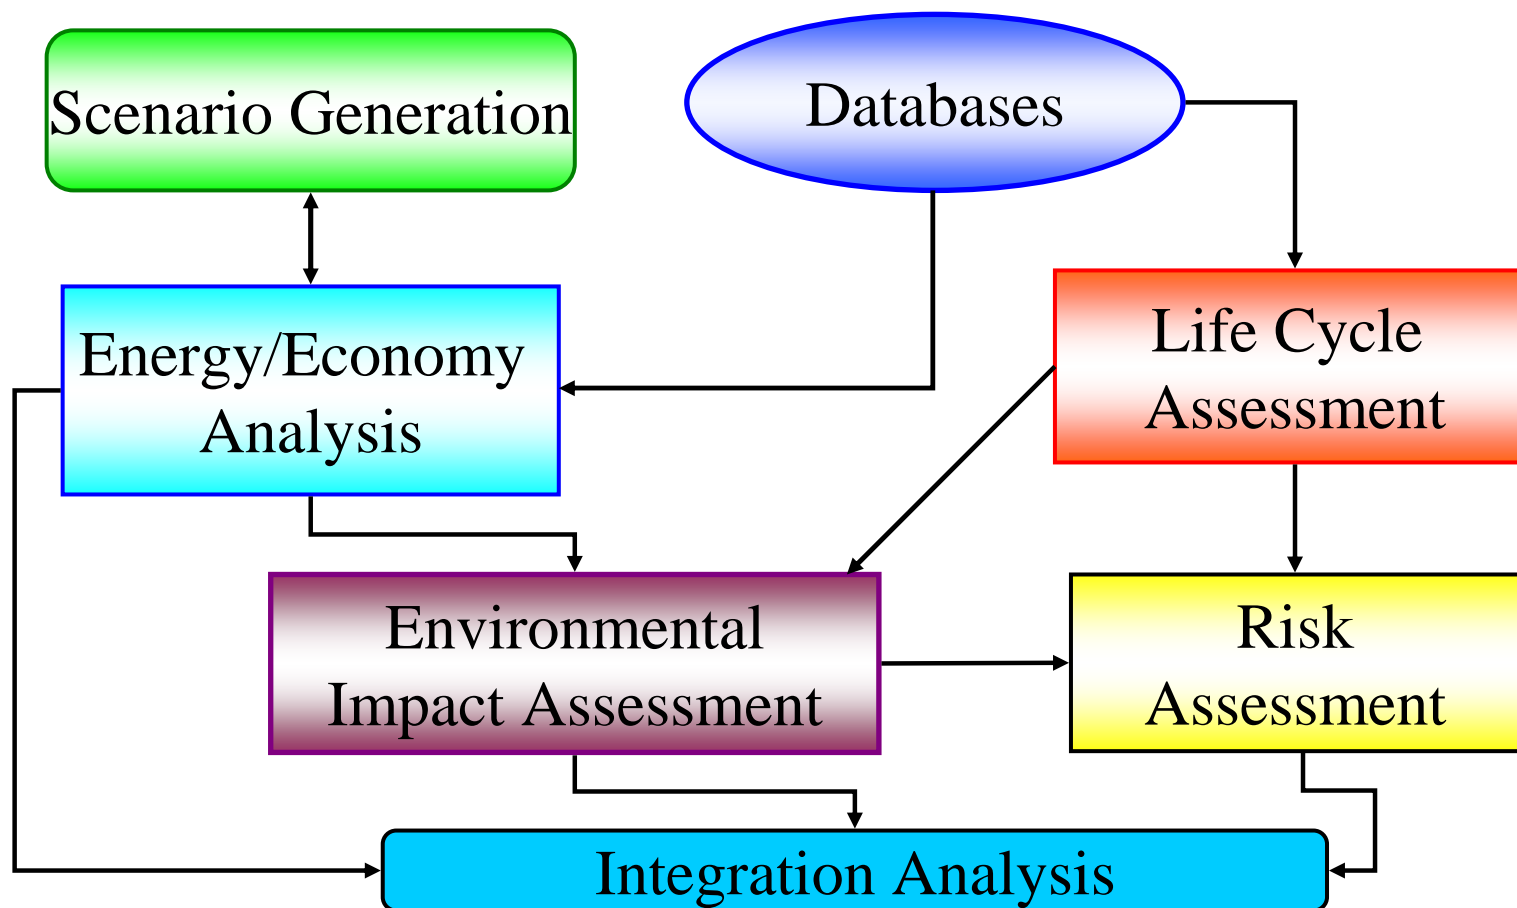 Scenario Generation
Databases
Energy/Economy
Analysis
Life Cycle
Assessment
Environmental
Impact Assessment
Risk
Assessment
Integration Analysis